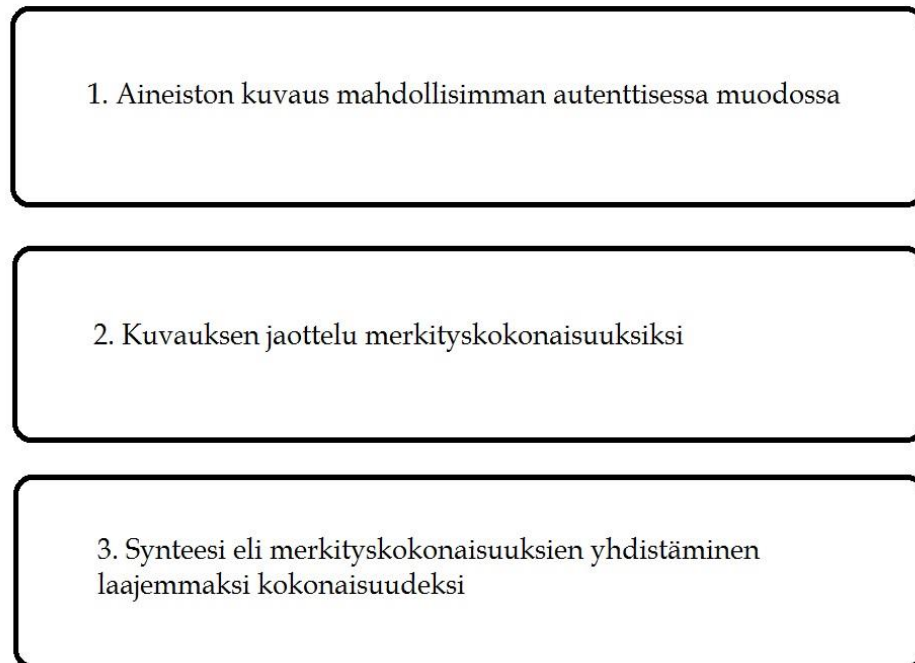 1. Aineiston kuvaus mahdollisimman autenttisessa muodossa
2. Kuvauksen jaottelu merkityskokonaisuuksiksi
3. Synteesi eli merkityskokonaisuuksien yhdistäminen
laajemmaksi kokonaisuudeksi